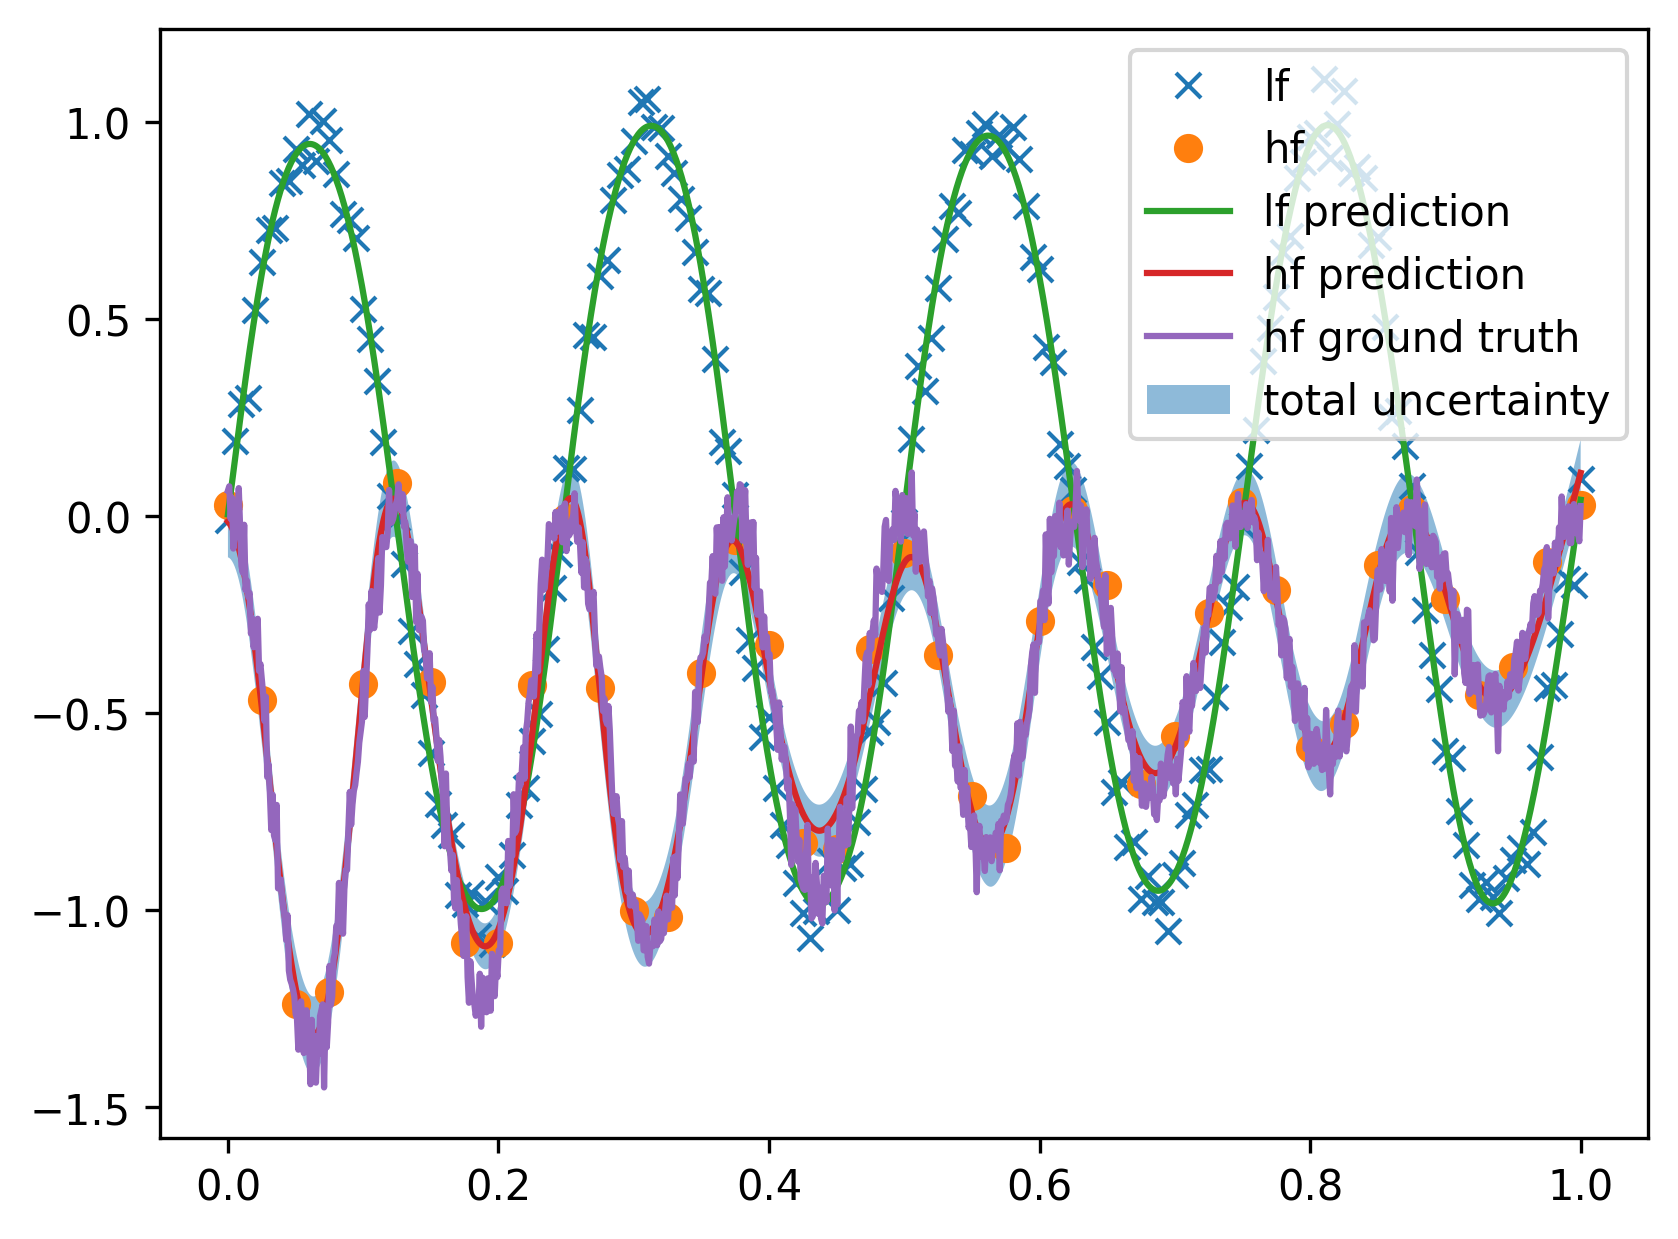 lf
hf
lf prediction
hf prediction
hf ground truth
total uncertainty
1.0
0.5
0.0
−0.5
−1.0
−1.5
0.0 0.2 0.4 0.6 0.8 1.0